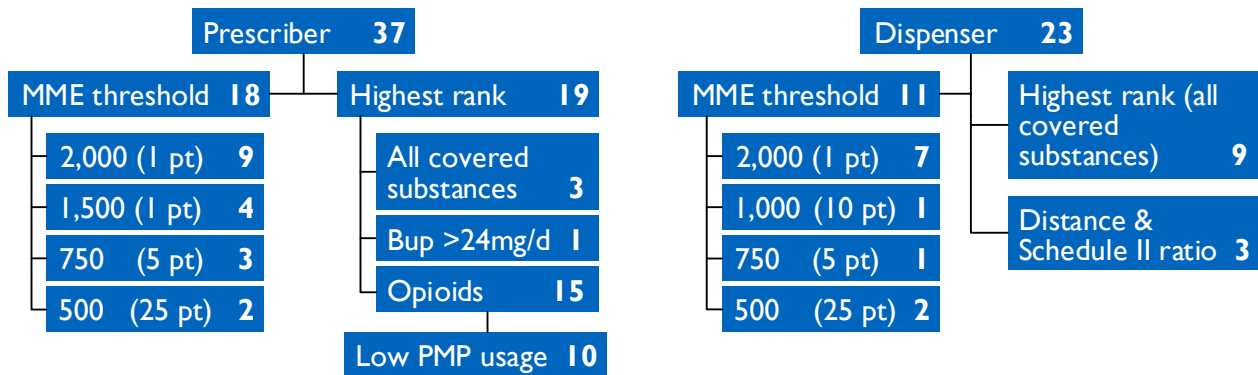 Prescriber 37
MME threshold 18
2,000 (1 pt) 9
1,500 (1 pt) 4
750 (5 pt) 3
500 (25 pt) 2
Highest rank 19
All covered
substances 3
Bup >24mg/d 1
Opioids 15
Low PMP usage 10
Dispenser 23
MME threshold 11
2,000 (1 pt) 7
1,000 (10 pt) 1
750 (5 pt) 1
500 (25 pt) 2
Highest rank (all
covered
substances) 9
Distance &
Schedule II ratio 3